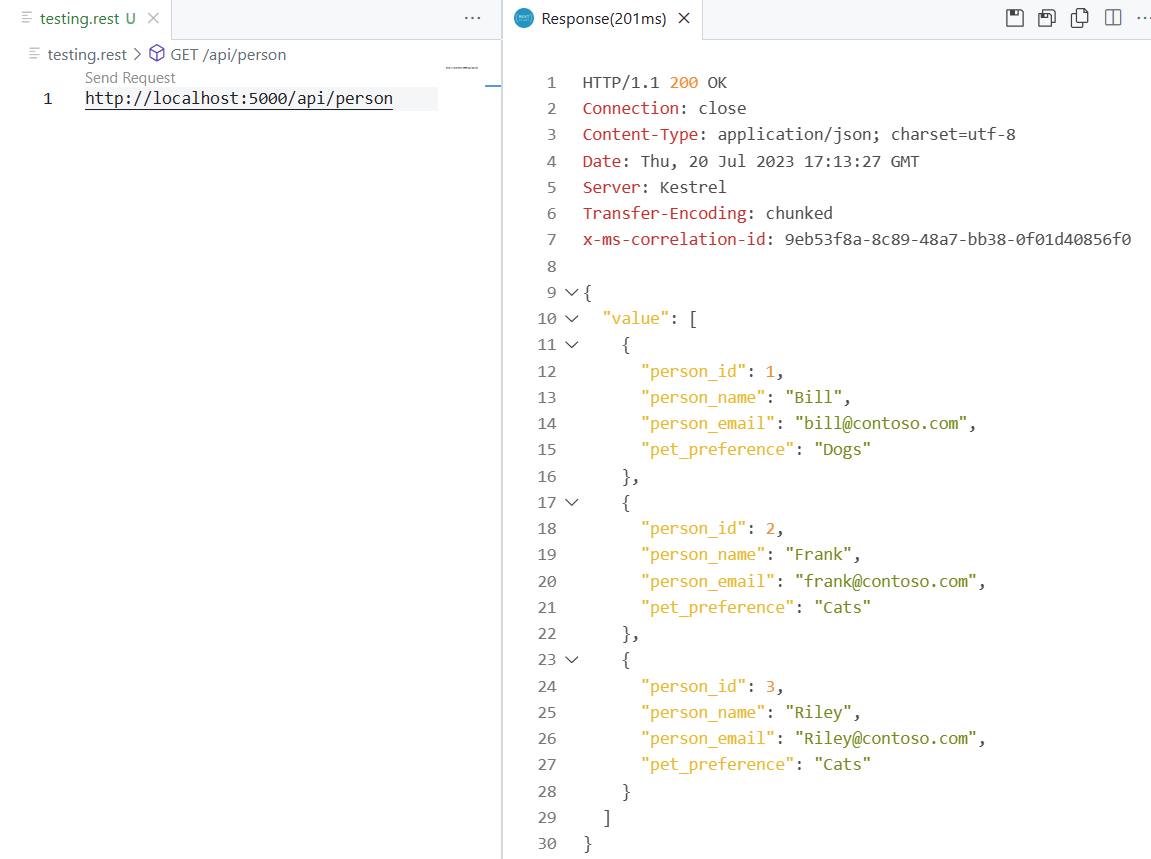 testing.rest U
testing.rest > GET /api/person
Send Request
1 http://localhost:5000/api/person
Response(201ms)
1 HTTP/1.1 200 OK
2 Connection: close
3 Content-Type: application/json; charset=utf-8
4 Date: Thu, 20 Jul 2023 17:13:27 GMT
5 Server: Kestrel
6 Transfer-Encoding: chunked
7 x-ms-correlation-id: 9eb53f8a-8c89-48a7-bb38-0f01d40856f0
8
9 {
10   "value": [
11     {
12       "person_id": 1,
13       "person_name": "Bill",
14       "person_email": "bill@contoso.com",
15       "pet_preference": "Dogs"
16     },
17     {
18       "person_id": 2,
19       "person_name": "Frank",
20       "person_email": "frank@contoso.com",
21       "pet_preference": "Cats"
22     },
23     {
24       "person_id": 3,
25       "person_name": "Riley",
26       "person_email": "Riley@contoso.com",
27       "pet_preference": "Cats"
28     }
29   ]
30 }